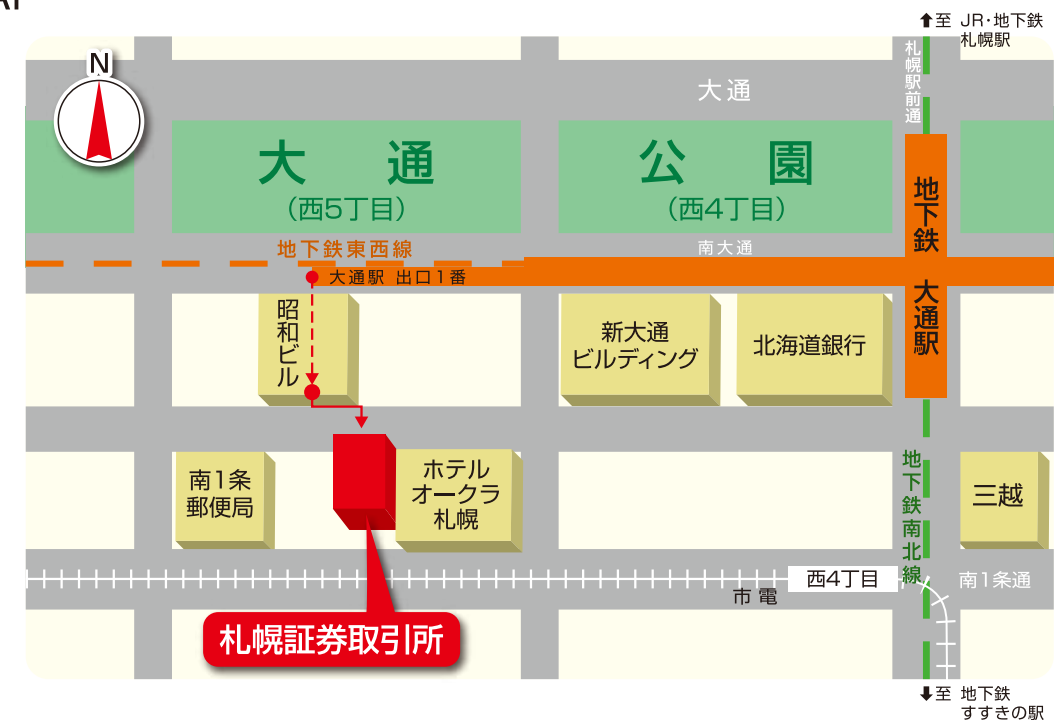 至 JR・地下鉄
札幌駅
N
大通
札幌駅前通
大通
（西5丁目）
公園
（西4丁目）
地下鉄 大通駅
地下鉄東西線
南大通
大通駅 出口1番
昭和ビル
新大通
ビルディング
北海道銀行
南1条
郵便局
ホテル
オークラ
札幌
地下鉄南北線
三越
西4丁目
南1条通
市電
札幌証券取引所
至 地下鉄
すすきの駅